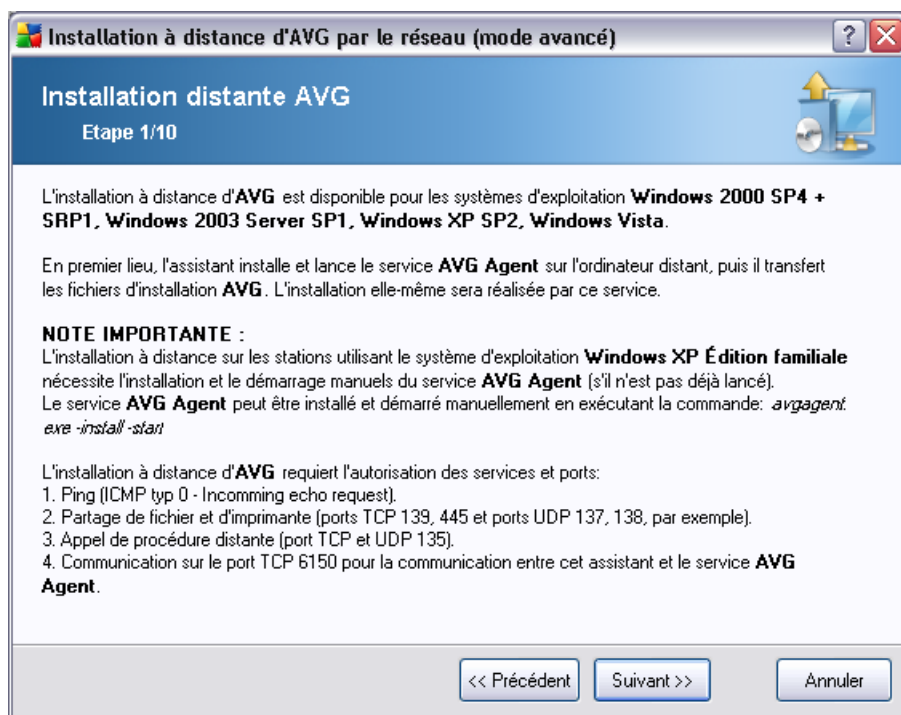 Installation à distance d'AVG par le réseau (mode avancé)
Installation distante AVG
Etape 1/10
L'installation à distance d'AVG est disponible pour les systèmes d'exploitation Windows 2000 SP4 +
SRP1, Windows 2003 Server SP1, Windows XP SP2, Windows Vista.
En premier lieu, l'assistant installe et lance le service AVG Agent sur l'ordinateur distant, puis il transfert
les fichiers d'installation AVG. L'installation elle-même sera réalisée par ce service.
NOTE IMPORTANTE :
L'installation à distance sur les stations utilisant le système d'exploitation Windows XP Édition familiale
nécessite l'installation et le démarrage manuels du service AVG Agent (s'il n'est pas déjà lancé).
Le service AVG Agent peut être installé et démarré manuellement en exécutant la commande: avgagent.
exe -install -start
L'installation à distance d'AVG requiert l'autorisation des services et ports:
1. Ping (ICMP typ 0 - Incomming echo request).
2. Partage de fichier et d'imprimante (ports TCP 139, 445 et ports UDP 137, 138, par exemple).
3. Appel de procédure distante (port TCP et UDP 135).
4. Communication sur le port TCP 6150 pour la communication entre cet assistant et le service AVG
Agent.
<< Précédent
Suivant >>
Annuler